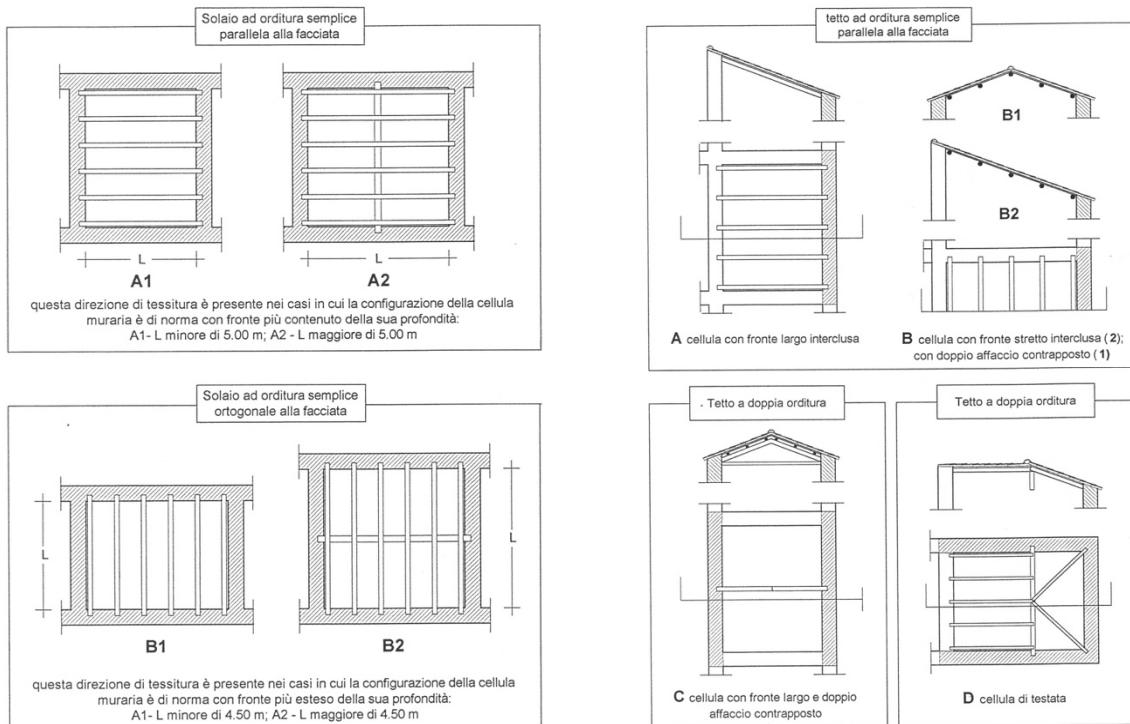 Solaio ad orditura semplice
parallela alla facciata
L
L
A1
A2
questa direzione di tessitura è presente nei casi in cui la configurazione della cellula
muraria è di norma con fronte più contenuto della sua profondità:
A1- L minore di 5.00 m; A2 - L maggiore di 5.00 m
Solaio ad orditura semplice
ortogonale alla facciata
L
L
B1
B2
questa direzione di tessitura è presente nei casi in cui la configurazione della cellula
muraria è di norma con fronte più esteso della sua profondità:
A1- L minore di 4.50 m; A2 - L maggiore di 4.50 m
tetto ad orditura semplice
parallela alla facciata
B1
B2
A cellula con fronte largo interclusa
B cellula con fronte stretto interclusa (2);
con doppio affaccio contrapposto (1)
. Tetto a doppia orditura
C cellula con fronte largo e doppio
affaccio contrapposto
Tetto a doppia orditura
D cellula di testata